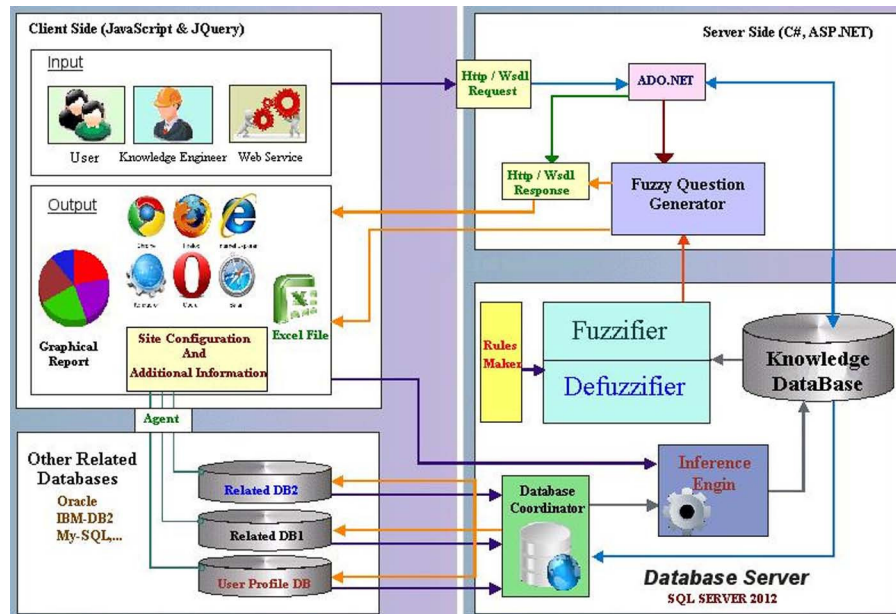 Client Side (JavaScript & JQuery)
Input
User
Knowledge Engineer
Web Service
Output
Graphical
Report
Excel File
Site Configuration
And
Additional Information
Agent
Other Related
Databases
Oracle
IBM-DB2
My-SQL,...
Related DB2
Related DB1
User Profile DB
Server Side (C#, ASP.NET)
Http / Wsdl
Request
ADO.NET
Http / Wsdl
Response
Fuzzy Question
Generator
Rules
Maker
Fuzzifier
Defuzzifier
Knowledge
DataBase
Inference
Engin
Database
Coordinator
Database Server
SQL SERVER 2012